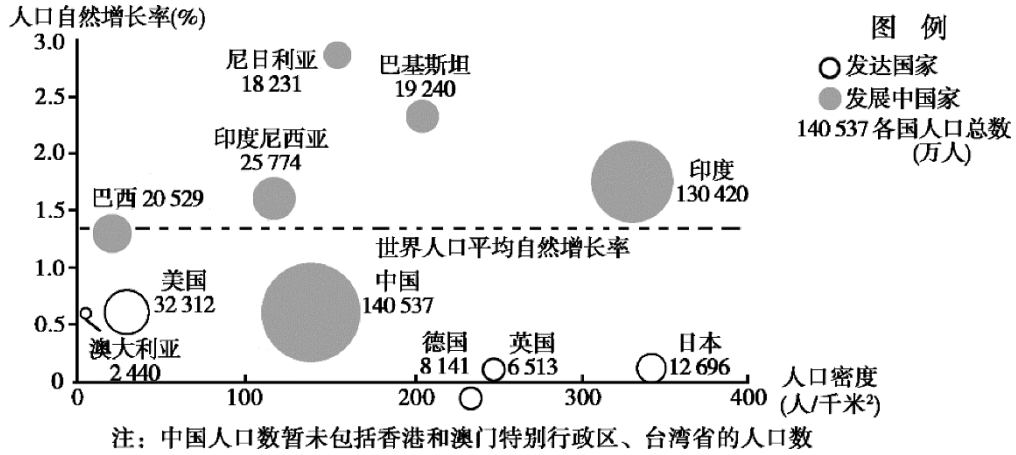 人口自然增长率(%)
图 例
发达国家
发展中国家
140 537 各国人口总数
(万人)
3.0
2.5
2.0
1.5
1.0
0.5
0
尼日利亚
18 231
巴基斯坦
19 240
印度尼西亚
25 774
印度
130 420
巴西 20 529
世界人口平均自然增长率
美国
32 312
中国
140 537
澳大利亚
2 440
德国
8 141
英国
6 513
日本
12 696
0 100 200 300 400
人口密度
(人/千米²)
注：中国人口数暂未包括香港和澳门特别行政区、台湾省的人口数